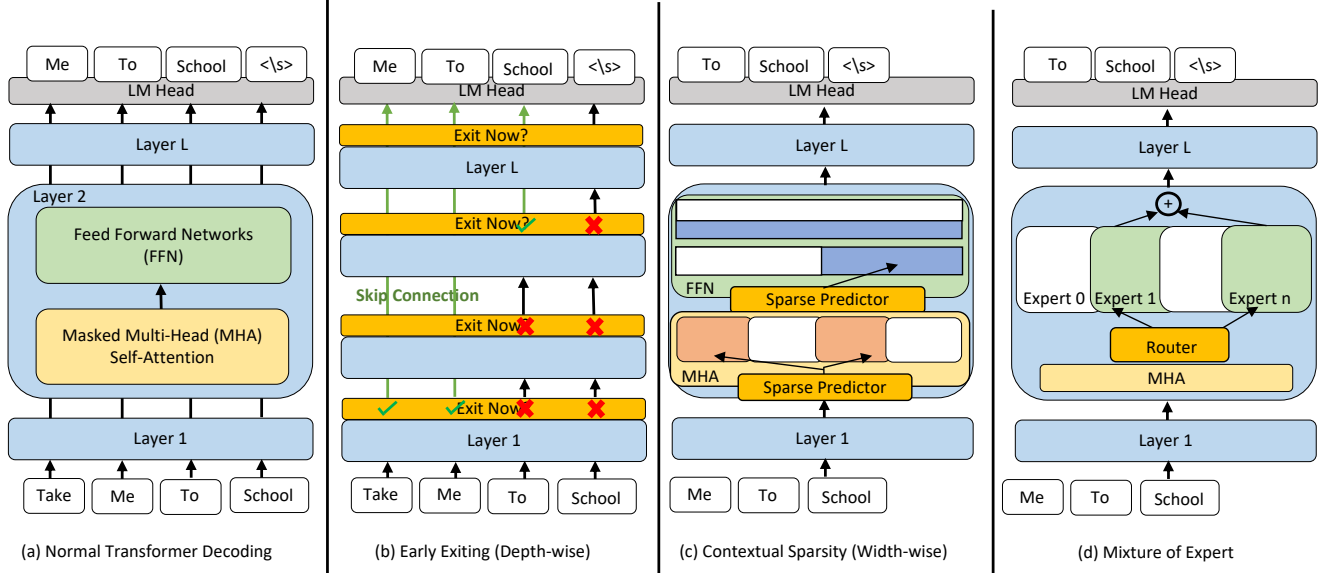 Me To School <\s>
LM Head
Layer L
Layer 2
Feed Forward Networks
(FFN)
Masked Multi-Head (MHA)
Self-Attention
Layer 1
Take Me To School
(a) Normal Transformer Decoding
Me To School <\s>
LM Head
Exit Now?
Layer L
Exit Now?
Skip Connection
Exit Now?
Exit Now?
Layer 1
Take Me To School
(b) Early Exiting (Depth-wise)
To School <\s>
LM Head
Layer L
FFN
Sparse Predictor
MHA
Sparse Predictor
Layer 1
Me To School
(c) Contextual Sparsity (Width-wise)
To School <\s>
LM Head
Layer L
+
Expert 0 Expert 1 Expert n
Router
MHA
Layer 1
Me To School
(d) Mixture of Expert